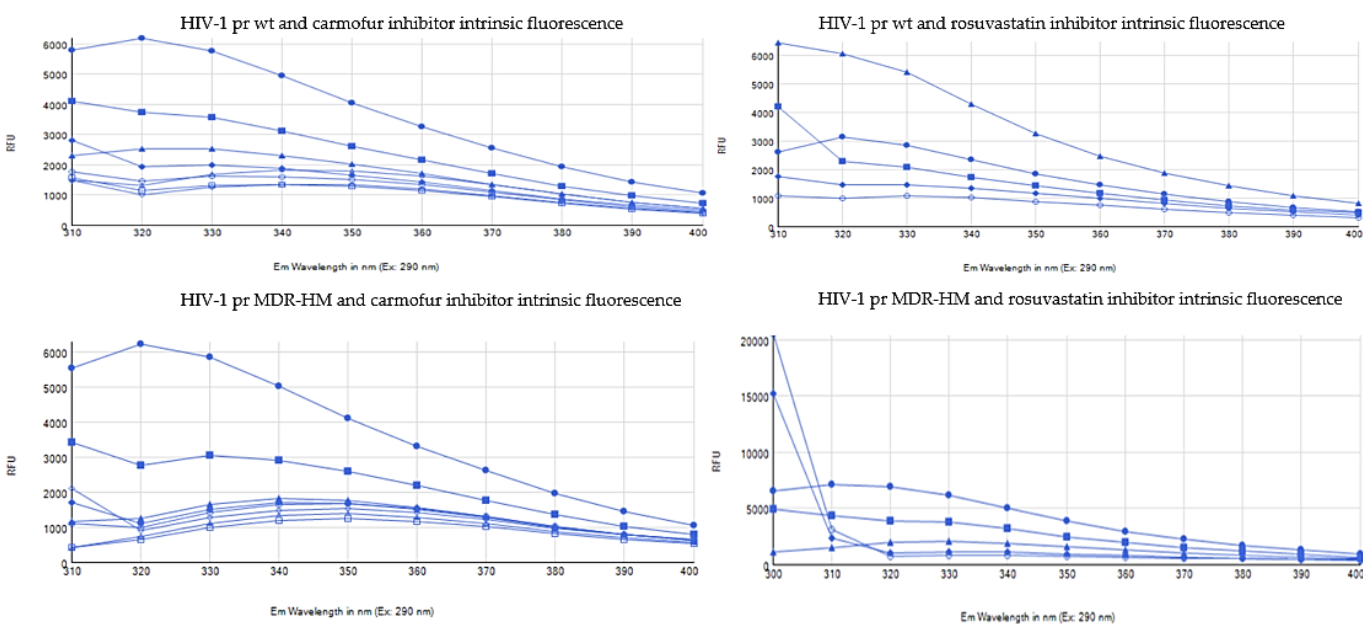 HIV-1 pr wt and carmofur inhibitor intrinsic fluorescence
6000
5000
4000
3000
2000
1000
0
RFU
310 320 330 340 350 360 370 380 390 400
Em Wavelength in nm (Ex: 290 nm)
HIV-1 pr wt and rosuvastatin inhibitor intrinsic fluorescence
6000
5000
4000
3000
2000
1000
0
RFU
310 320 330 340 350 360 370 380 390 400
Em Wavelength in nm (Ex: 290 nm)
HIV-1 pr MDR-HM and carmofur inhibitor intrinsic fluorescence
6000
5000
4000
3000
2000
1000
0
RFU
310 320 330 340 350 360 370 380 390 400
Em Wavelength in nm (Ex: 290 nm)
HIV-1 pr MDR-HM and rosuvastatin inhibitor intrinsic fluorescence
20000
15000
10000
5000
0
RFU
300 310 320 330 340 350 360 370 380 390 400
Em Wavelength in nm (Ex: 290 nm)